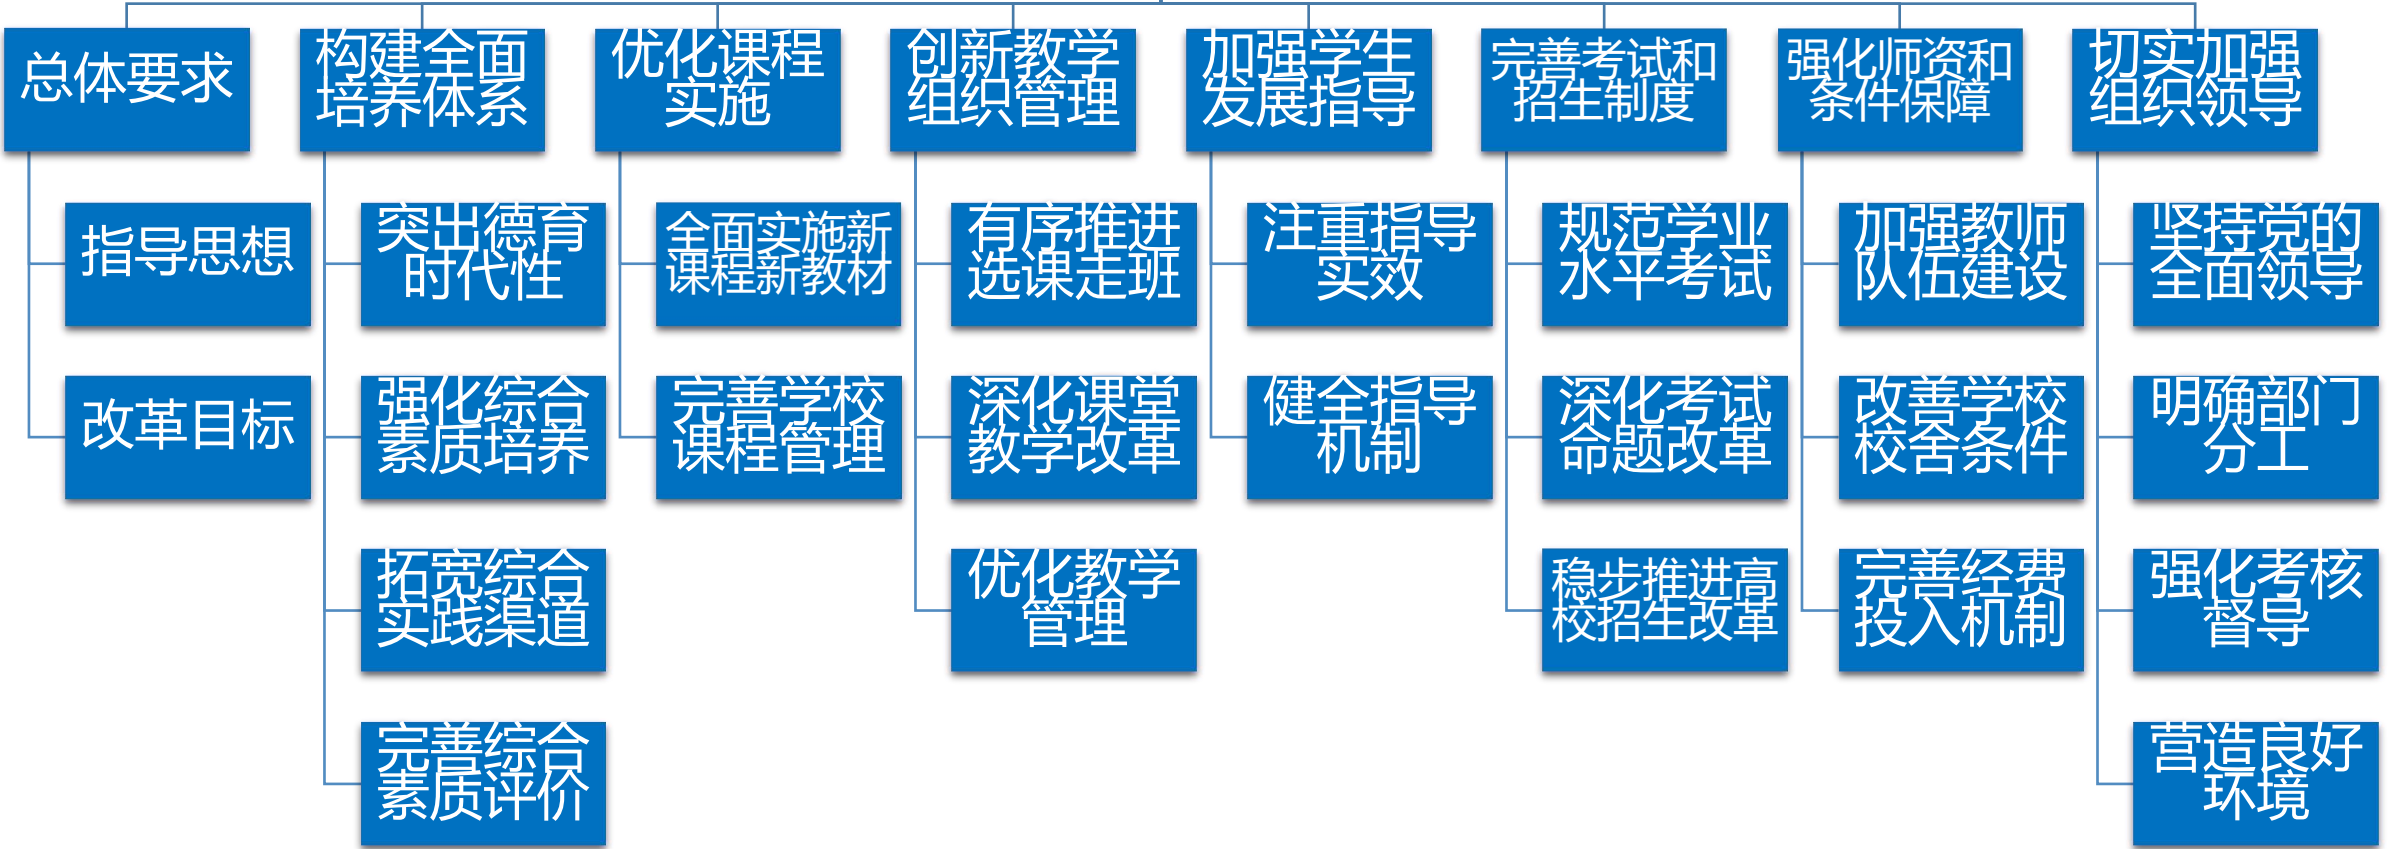 总体要求
指导思想
改革目标
构建全面
培养体系
突出德育
时代性
强化综合
素质培养
拓宽综合
实践渠道
完善综合
素质评价
优化课程
实施
全面实施新
课程新教材
完善学校
课程管理
创新教学
组织管理
有序推进
选课走班
深化课堂
教学改革
优化教学
管理
加强学生
发展指导
注重指导
实效
健全指导
机制
完善考试和
招生制度
规范学业
水平考试
深化考试
命题改革
稳步推进高
校招生改革
强化师资和
条件保障
加强教师
队伍建设
改善学校
校舍条件
完善经费
投入机制
切实加强
组织领导
坚持党的
全面领导
明确部门
分工
强化考核
督导
营造良好
环境